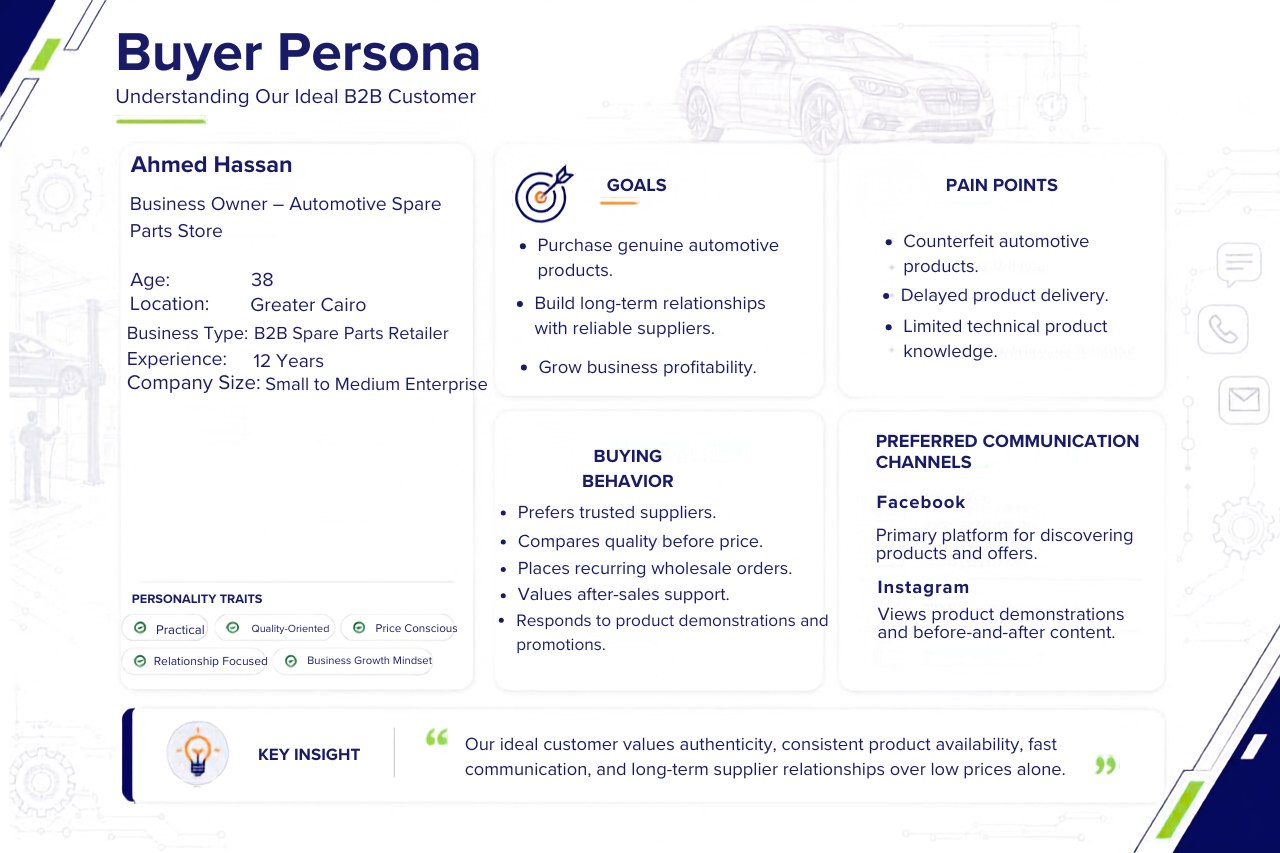 Buyer Persona
Understanding Our Ideal B2B Customer
Ahmed Hassan
Business Owner – Automotive Spare
Parts Store
Age: 38
Location: Greater Cairo
Business Type: B2B Spare Parts Retailer
Experience: 12 Years
Company Size: Small to Medium Enterprise
PERSONALITY TRAITS
Practical Quality-Oriented Price Conscious
Relationship Focused Business Growth Mindset
GOALS
• Purchase genuine automotive
products.
• Build long-term relationships
with reliable suppliers.
• Grow business profitability.
PAIN POINTS
• Counterfeit automotive
products.
• Delayed product delivery.
• Limited technical product
knowledge.
BUYING
BEHAVIOR
• Prefers trusted suppliers.
• Compares quality before price.
• Places recurring wholesale orders.
• Values after-sales support.
• Responds to product demonstrations and
promotions.
PREFERRED COMMUNICATION
CHANNELS
Facebook
Primary platform for discovering
products and offers.
Instagram
Views product demonstrations
and before-and-after content.
KEY INSIGHT
“ Our ideal customer values authenticity, consistent product availability, fast
communication, and long-term supplier relationships over low prices alone. ”